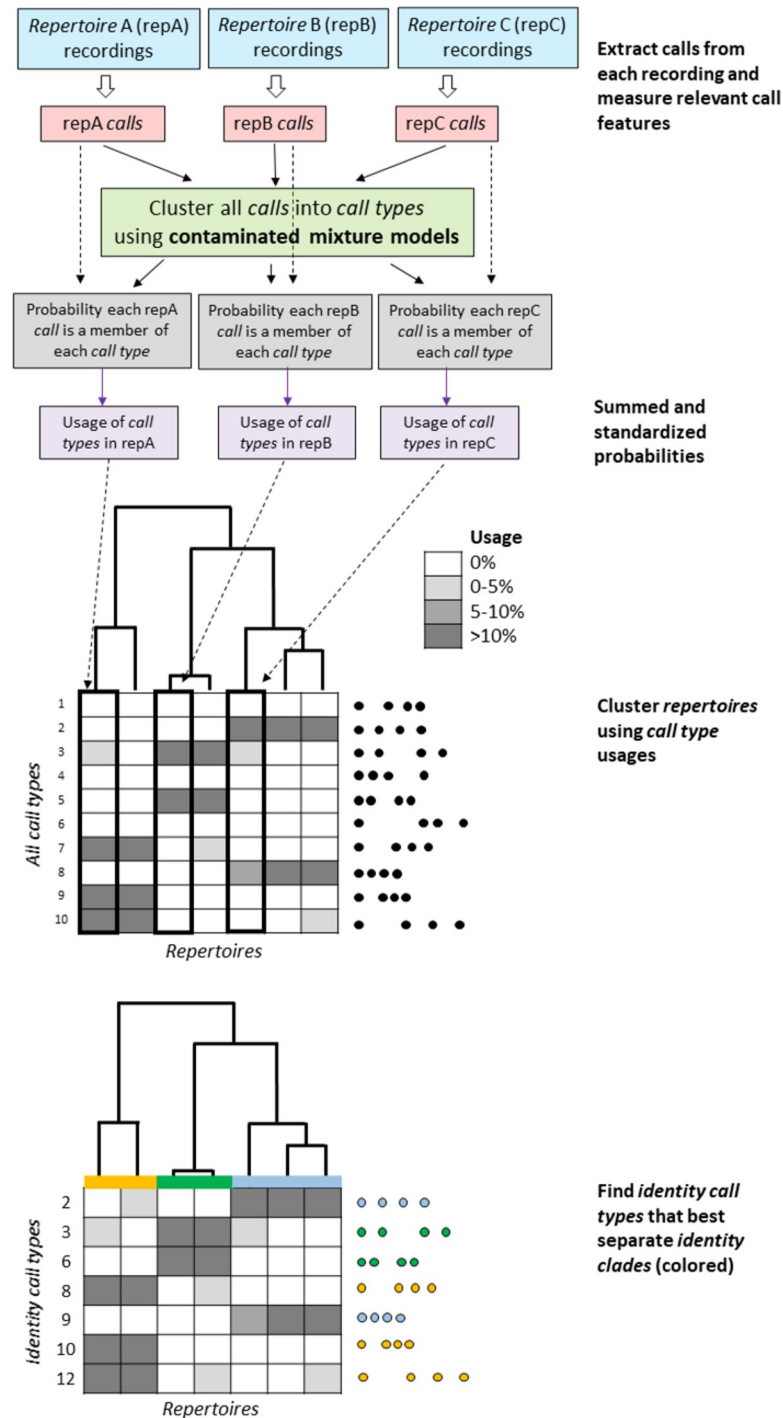 Repertoire A (repA)
recordings
Repertoire B (repB)
recordings
Repertoire C (repC)
recordings
Extract calls from
each recording and
measure relevant call
features
repA calls
repB calls
repC calls
Cluster all calls into call types
using contaminated mixture models
Probability each repA
call is a member of
each call type
Probability each repB
call is a member of
each call type
Probability each repC
call is a member of
each call type
Usage of call
types in repA
Usage of call
types in repB
Usage of call
types in repC
Summed and
standardized
probabilities
Usage
0%
0-5%
5-10%
>10%
All call types
1
2
3
4
5
6
7
8
9
10
Repertoires
Cluster repertoires
using call type
usages
Identity call types
2
3
6
8
9
10
12
Repertoires
Find identity call
types that best
separate identity
clades (colored)